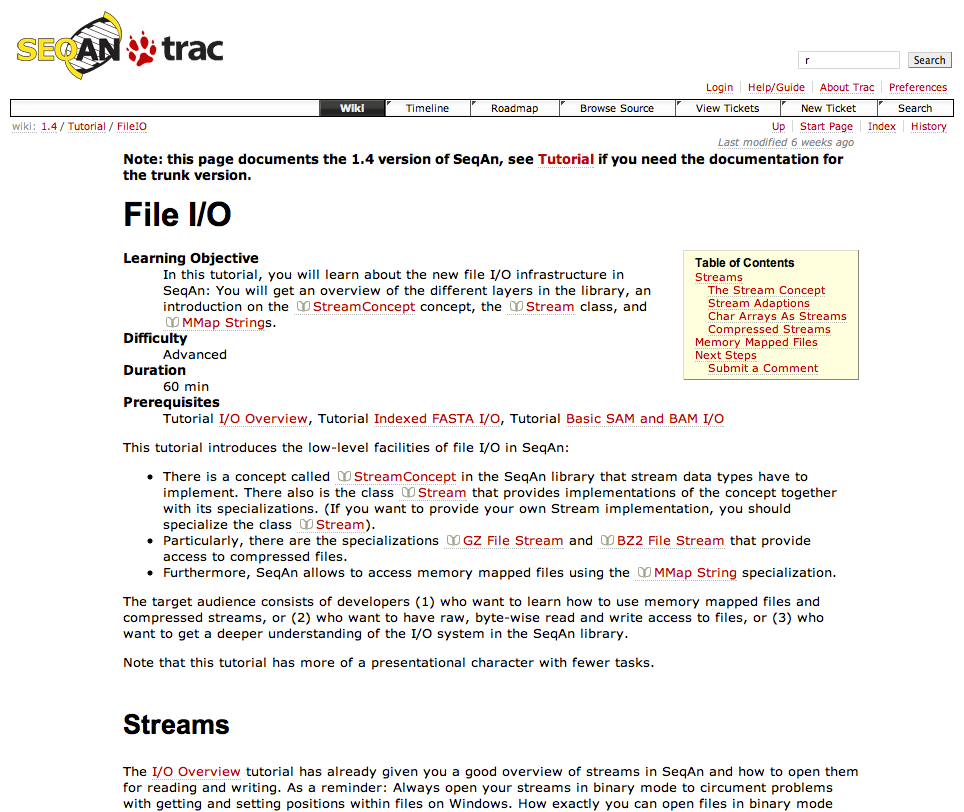 SEQAN trac
r
Search
Login Help/Guide About Trac Preferences
Wiki Timeline Roadmap Browse Source View Tickets New Ticket Search
wiki: 1.4 / Tutorial / FileIO
Up Start Page Index History
Last modified 6 weeks ago
Note: this page documents the 1.4 version of SeqAn, see Tutorial if you need the documentation for
the trunk version.
File I/O
Learning Objective
In this tutorial, you will learn about the new file I/O infrastructure in
SeqAn: You will get an overview of the different layers in the library, an
introduction on the StreamConcept concept, the Stream class, and
MMap Strings.
Difficulty
Advanced
Duration
60 min
Prerequisites
Tutorial I/O Overview, Tutorial Indexed FASTA I/O, Tutorial Basic SAM and BAM I/O
Table of Contents
Streams
The Stream Concept
Stream Adaptions
Char Arrays As Streams
Compressed Streams
Memory Mapped Files
Next Steps
Submit a Comment
This tutorial introduces the low-level facilities of file I/O in SeqAn:
• There is a concept called StreamConcept in the SeqAn library that stream data types have to
implement. There also is the class Stream that provides implementations of the concept together
with its specializations. (If you want to provide your own Stream implementation, you should
specialize the class Stream).
• Particularly, there are the specializations GZ File Stream and BZ2 File Stream that provide
access to compressed files.
• Furthermore, SeqAn allows to access memory mapped files using the MMap String specialization.
The target audience consists of developers (1) who want to learn how to use memory mapped files and
compressed streams, or (2) who want to have raw, byte-wise read and write access to files, or (3) who
want to get a deeper understanding of the I/O system in the SeqAn library.
Note that this tutorial has more of a presentational character with fewer tasks.
Streams
The I/O Overview tutorial has already given you a good overview of streams in SeqAn and how to open them
for reading and writing. As a reminder: Always open your streams in binary mode to circument problems
with getting and setting positions within files on Windows. How exactly you can open files in binary mode